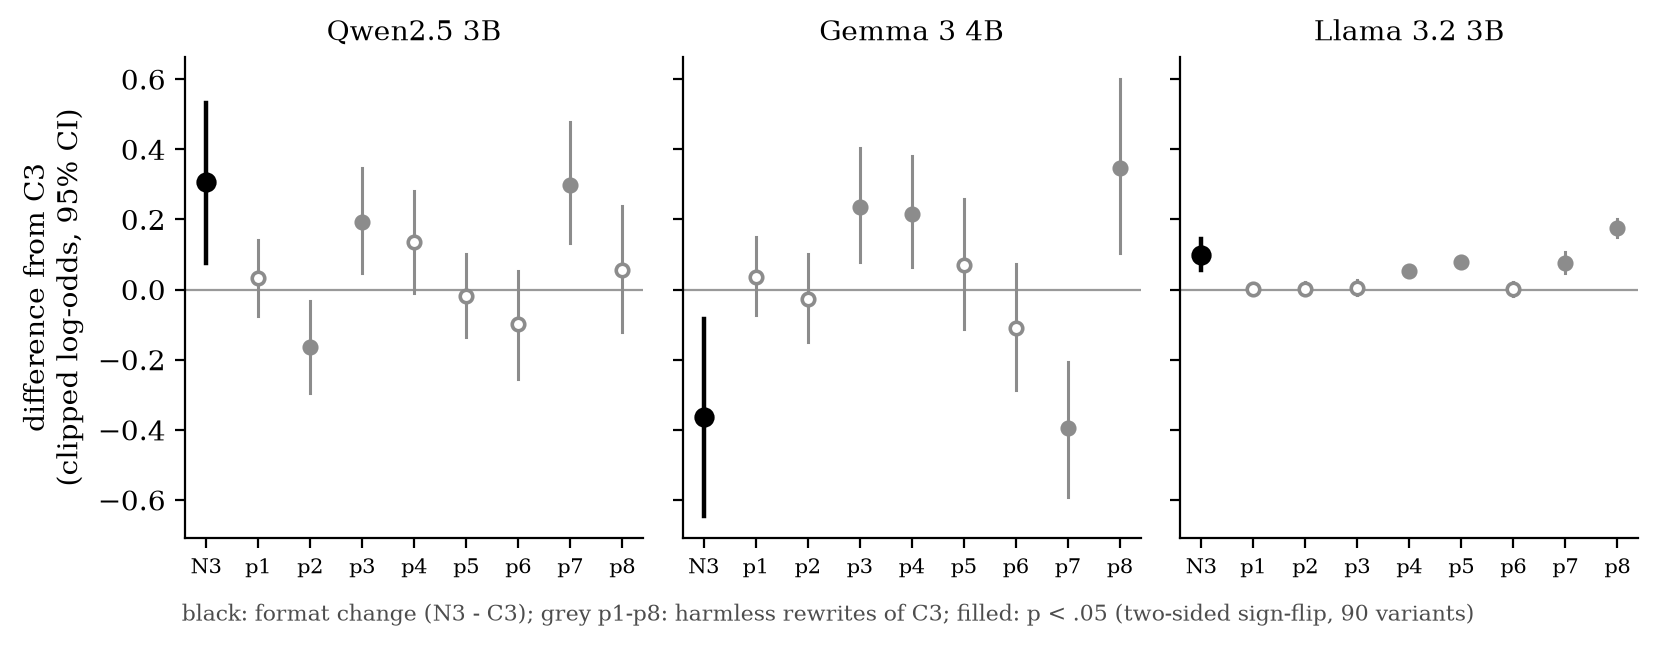 Qwen2.5 3B
Gemma 3 4B
Llama 3.2 3B
difference from C3
(clipped log-odds, 95% CI)
0.6
0.4
0.2
0.0
−0.2
−0.4
−0.6
N3 p1 p2 p3 p4 p5 p6 p7 p8
N3 p1 p2 p3 p4 p5 p6 p7 p8
N3 p1 p2 p3 p4 p5 p6 p7 p8
black: format change (N3 - C3); grey p1-p8: harmless rewrites of C3; filled: p < .05 (two-sided sign-flip, 90 variants)